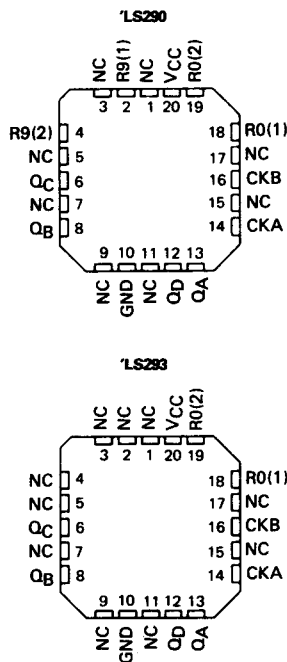 'LS290
NC R9(1) NC VCC R0(2)
3 2 1 20 19
R9(2) 4 18 R0(1)
NC 5 17 NC
QC 6 16 CKB
NC 7 15 NC
QB 8 14 CKA
9 10 11 12 13
NC GND NC QD QA
'LS293
NC NC NC VCC R0(2)
3 2 1 20 19
NC 4 18 R0(1)
NC 5 17 NC
QC 6 16 CKB
NC 7 15 NC
QB 8 14 CKA
9 10 11 12 13
NC GND NC QD QA